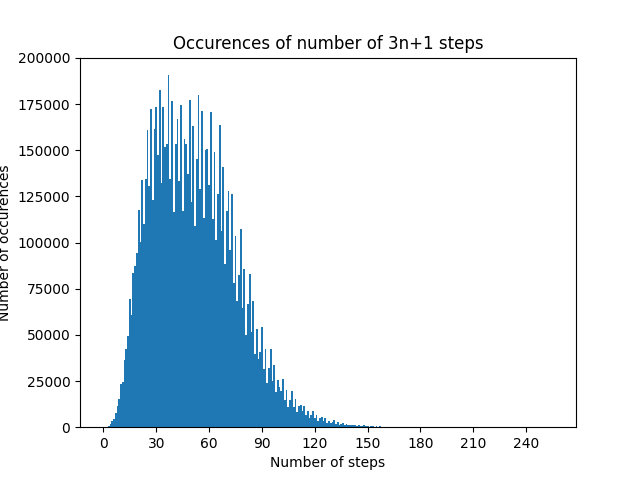 Occurences of number of 3n+1 steps
200000
175000
150000
125000
100000
75000
50000
25000
0
Number of occurences
0 30 60 90 120 150 180 210 240
Number of steps